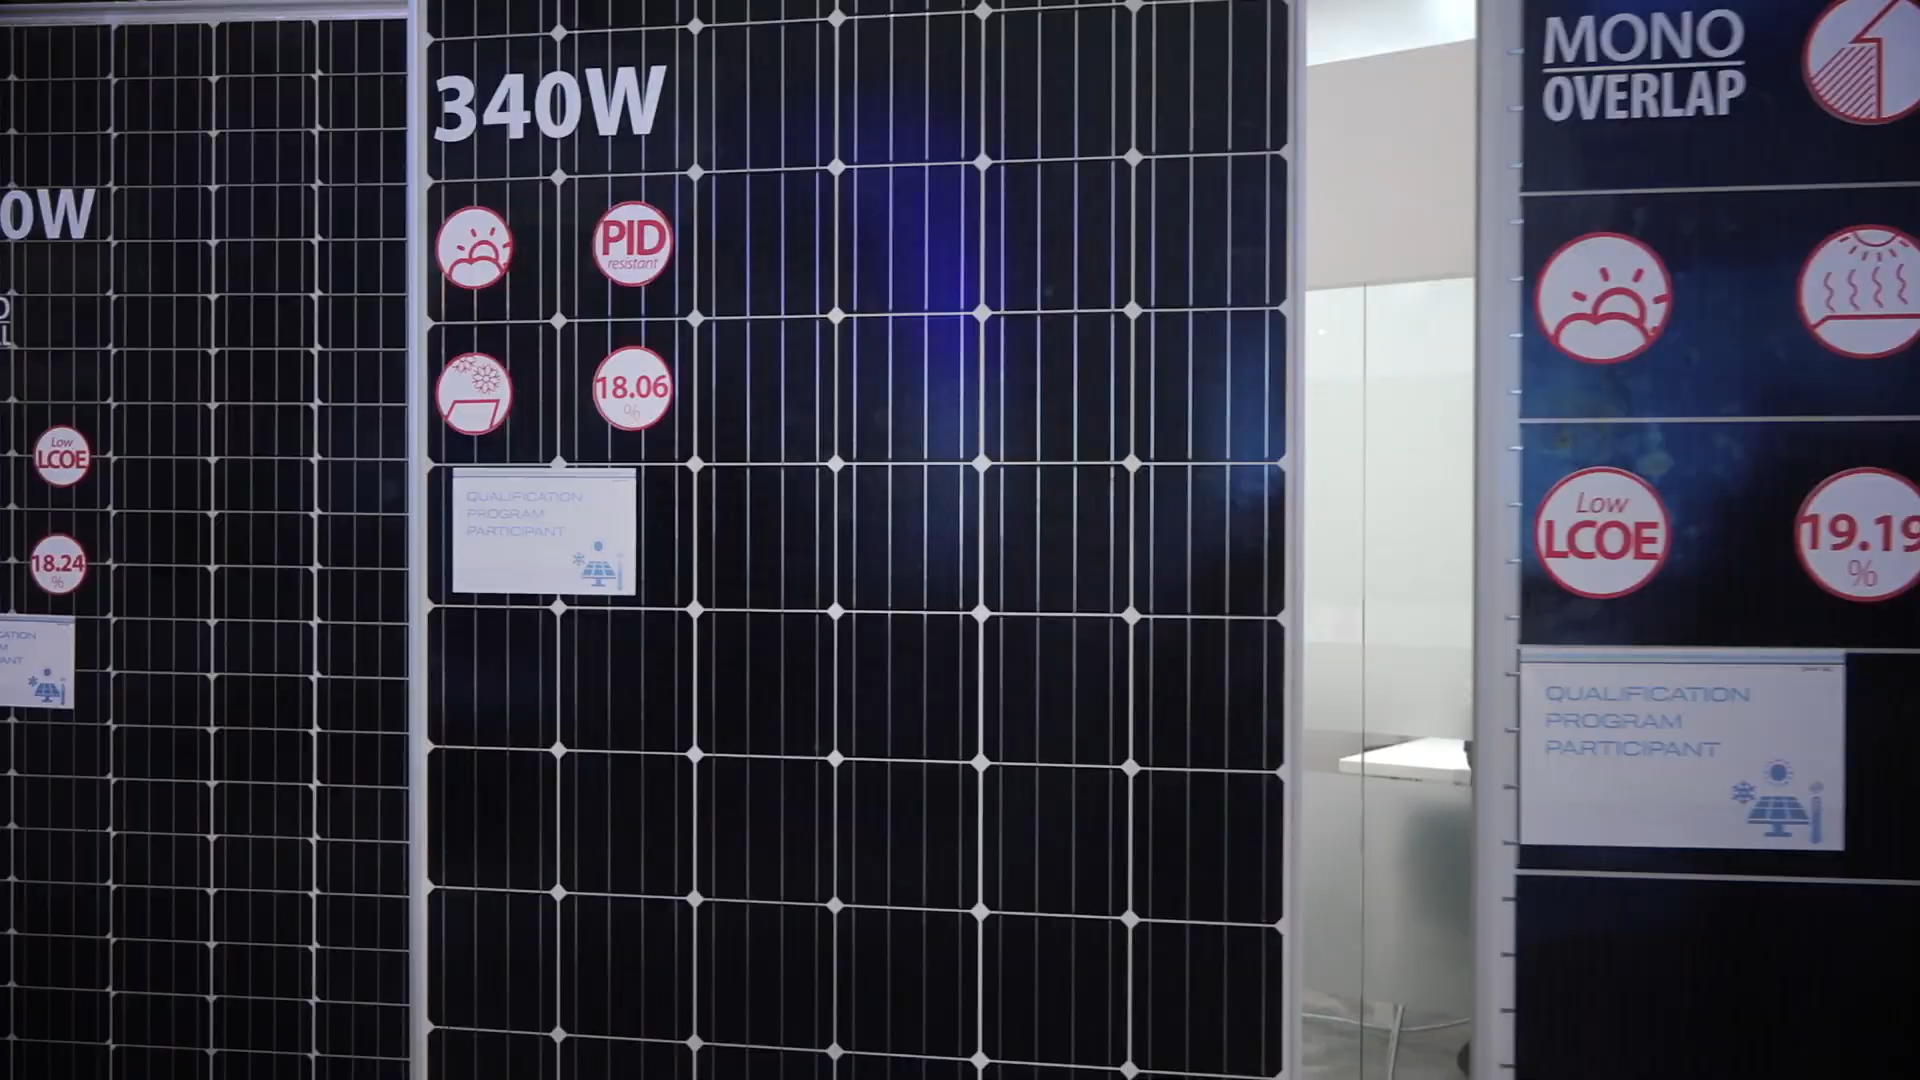 0W
Low
LCOE
18.24
%
340W
PID
resistant
18.06
%
QUALIFICATION
PROGRAM
PARTICIPANT
MONO
OVERLAP
Low
LCOE
19.19
%
QUALIFICATION
PROGRAM
PARTICIPANT